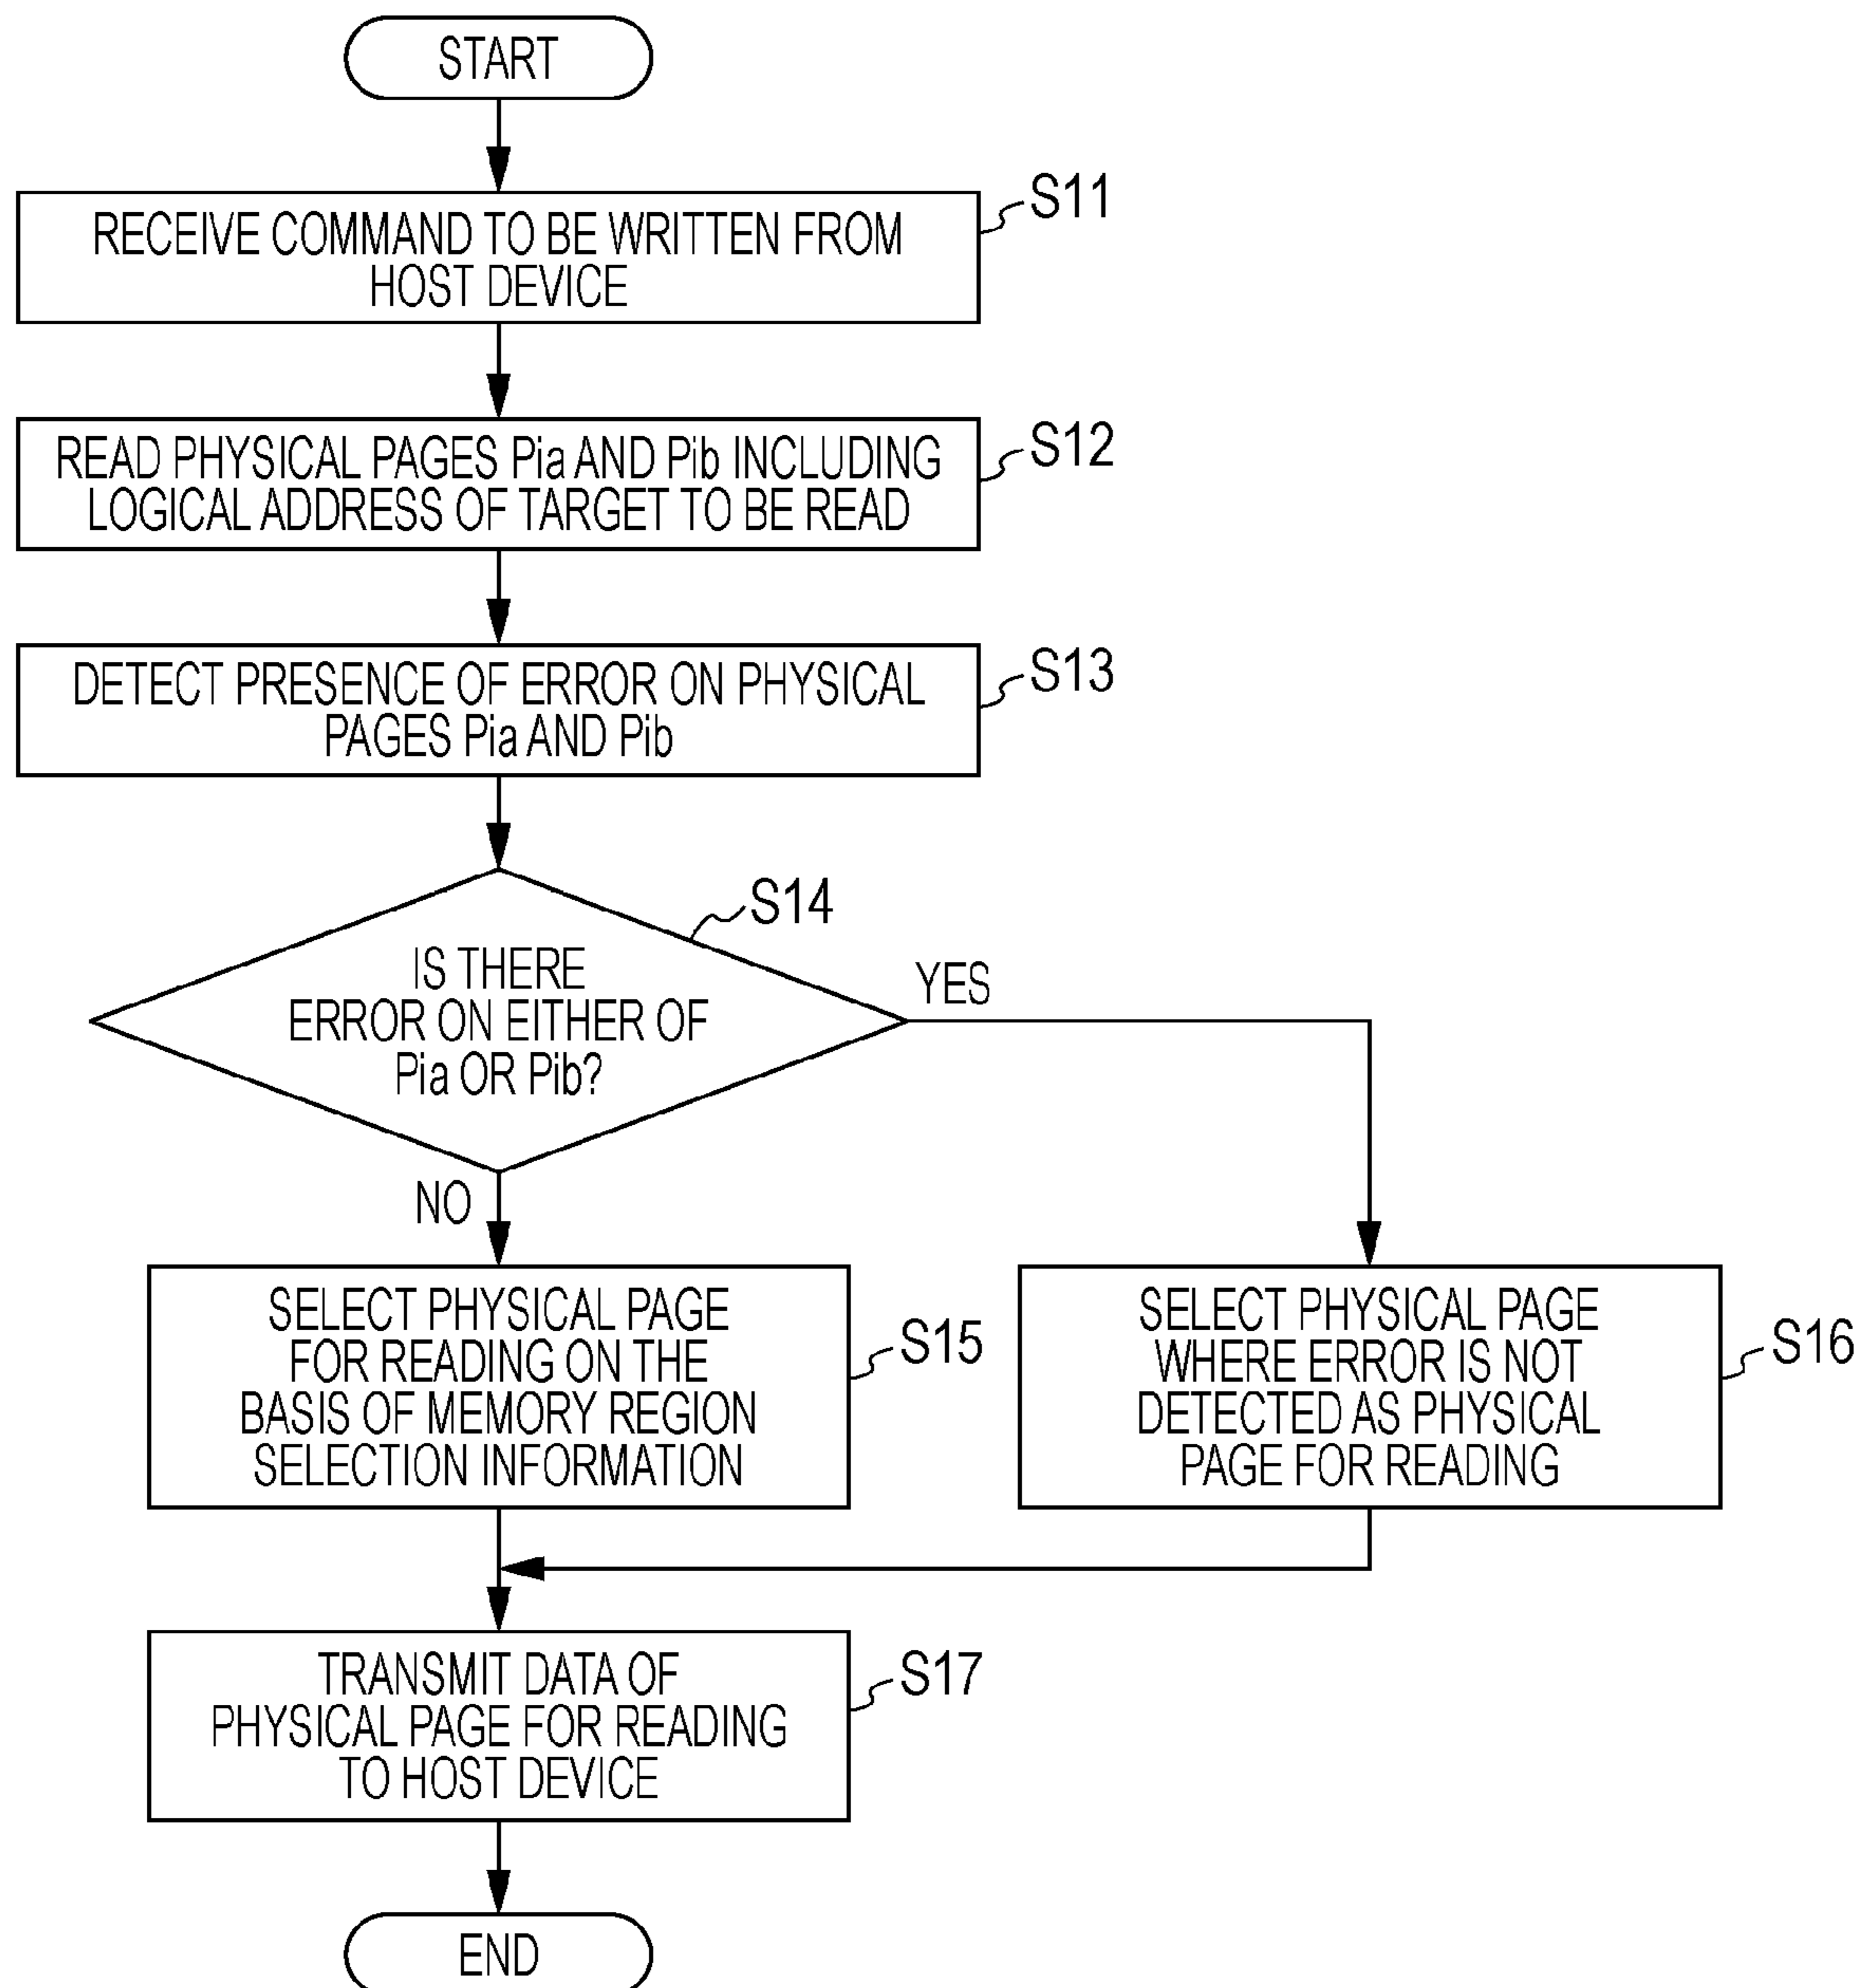 START
S11
RECEIVE COMMAND TO BE WRITTEN FROM
HOST DEVICE
S12
READ PHYSICAL PAGES Pia AND Pib INCLUDING
LOGICAL ADDRESS OF TARGET TO BE READ
S13
DETECT PRESENCE OF ERROR ON PHYSICAL
PAGES Pia AND Pib
S14
IS THERE
ERROR ON EITHER OF
Pia OR Pib?
YES
NO
SELECT PHYSICAL PAGE
FOR READING ON THE
BASIS OF MEMORY REGION
SELECTION INFORMATION
S15
SELECT PHYSICAL PAGE
WHERE ERROR IS NOT
DETECTED AS PHYSICAL
PAGE FOR READING
S16
TRANSMIT DATA OF
PHYSICAL PAGE FOR READING
TO HOST DEVICE
S17
END